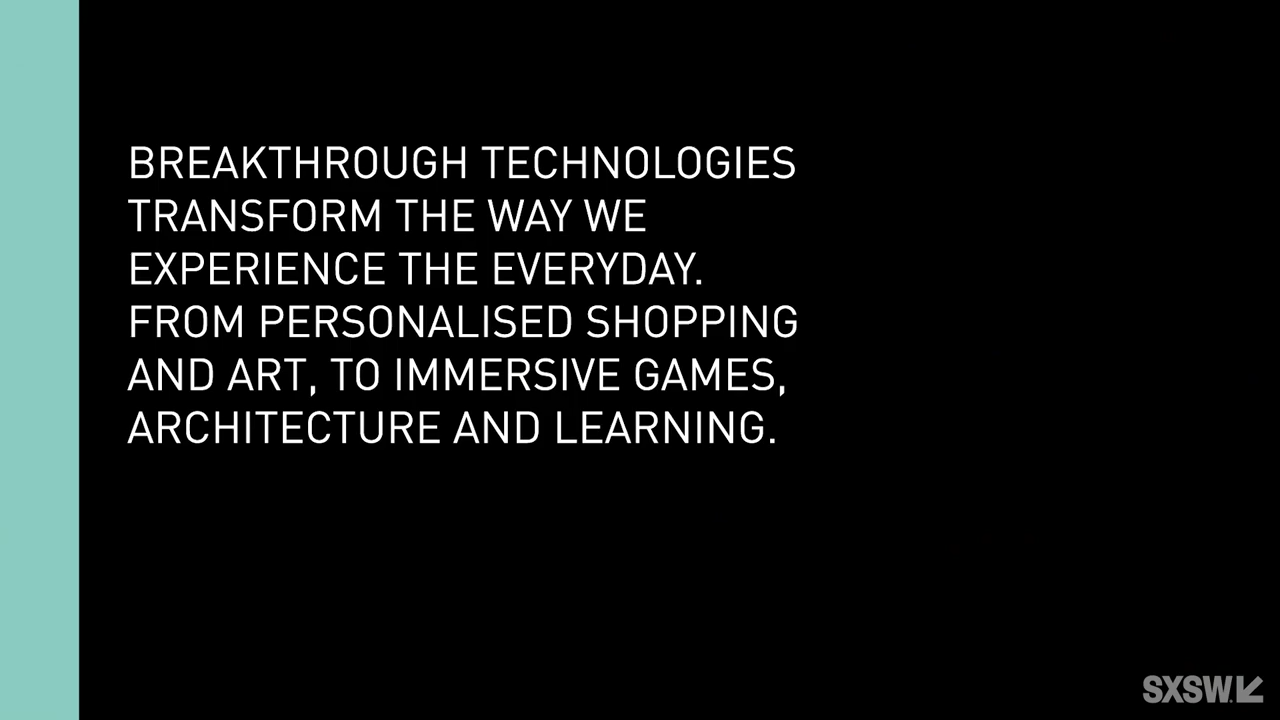 BREAKTHROUGH TECHNOLOGIES
TRANSFORM THE WAY WE
EXPERIENCE THE EVERYDAY.
FROM PERSONALISED SHOPPING
AND ART, TO IMMERSIVE GAMES,
ARCHITECTURE AND LEARNING.
SXSW.